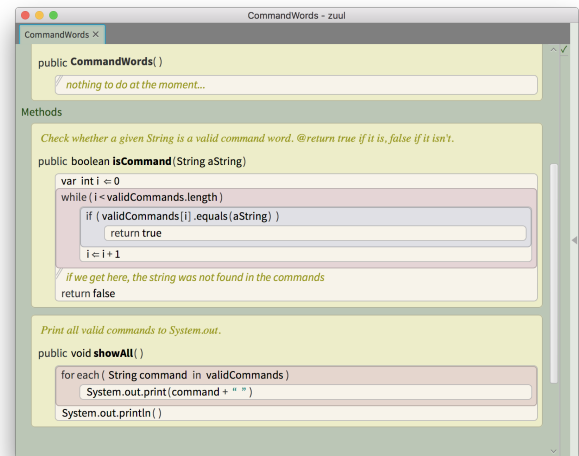 CommandWords - zuul
CommandWords ×
public CommandWords( )
nothing to do at the moment...
Methods
Check whether a given String is a valid command word. @return true if it is, false if it isn't.
public boolean isCommand(String aString)
var int i ⇐ 0
while ( i < validCommands.length )
if ( validCommands[i] .equals(aString) )
return true
i ⇐ i + 1
if we get here, the string was not found in the commands
return false
Print all valid commands to System.out.
public void showAll( )
for each ( String command in validCommands )
System.out.print(command + “ ” )
System.out.println( )